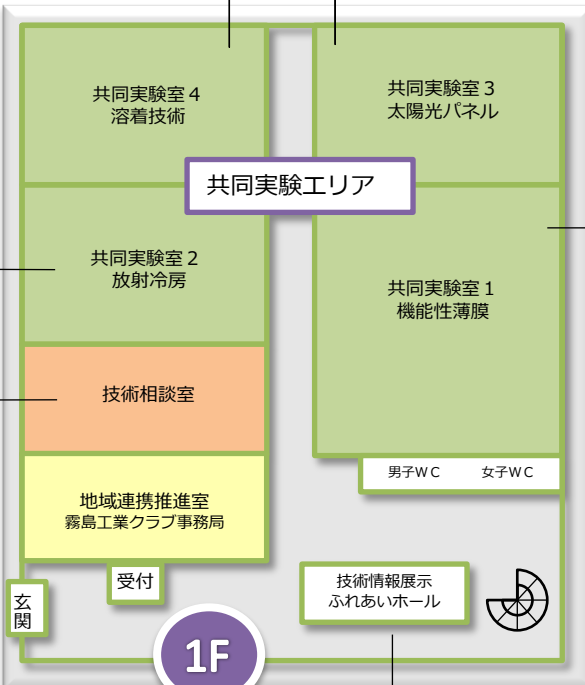 共同実験室４
溶着技術
共同実験室３
太陽光パネル
共同実験エリア
共同実験室２
放射冷房
共同実験室１
機能性薄膜
技術相談室
男子ＷＣ 女子ＷＣ
地域連携推進室
霧島工業クラブ事務局
受付
技術情報展示
ふれあいホール
玄関
1F